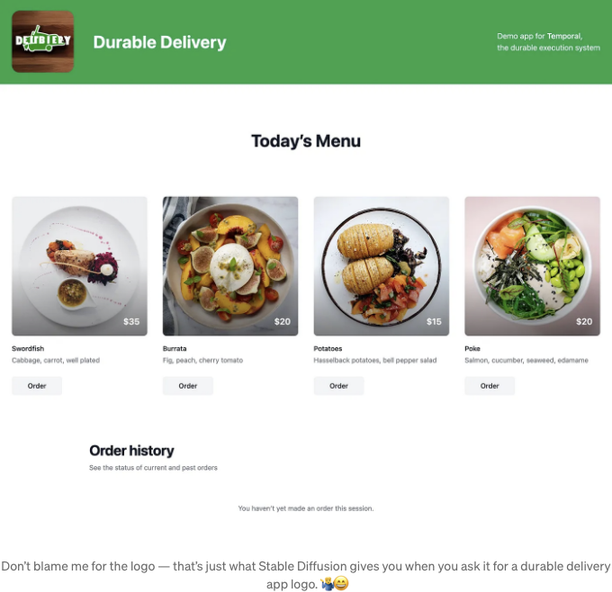 Durable Delivery
Demo app for Temporal,
the durable execution system
Today's Menu
$35
$20
$15
$20
Swordfish
Cabbage, carrot, well plated
Order
Burrata
Fig, peach, cherry tomato
Order
Potatoes
Hasselback potatoes, bell pepper salad
Order
Poke
Salmon, cucumber, seaweed, edamame
Order
Order history
See the status of current and past orders
You haven't yet made an order this session.
Don't blame me for the logo — that's just what Stable Diffusion gives you when you ask it for a durable delivery
app logo. 🤷‍♂️😄